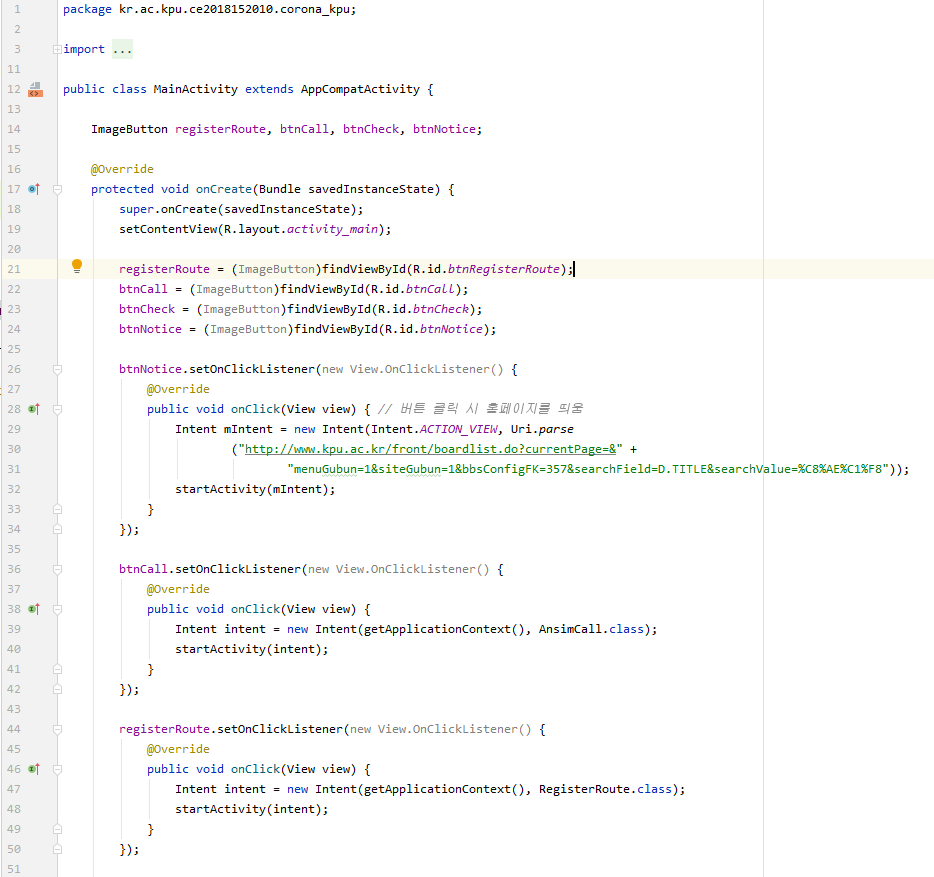 1 package kr.ac.kpu.ce2018152010.corona_kpu;
2
3 import ...
11
12 public class MainActivity extends AppCompatActivity {
13
14 ImageButton registerRoute, btnCall, btnCheck, btnNotice;
15
16 @Override
17 protected void onCreate(Bundle savedInstanceState) {
18 super.onCreate(savedInstanceState);
19 setContentView(R.layout.activity_main);
20
21 registerRoute = (ImageButton)findViewById(R.id.btnRegisterRoute);
22 btnCall = (ImageButton)findViewById(R.id.btnCall);
23 btnCheck = (ImageButton)findViewById(R.id.btnCheck);
24 btnNotice = (ImageButton)findViewById(R.id.btnNotice);
25
26 btnNotice.setOnClickListener(new View.OnClickListener() {
27 @Override
28 public void onClick(View view) { // 버튼 클릭 시 홈페이지를 띄움
29 Intent mIntent = new Intent(Intent.ACTION_VIEW, Uri.parse
30 ("http://www.kpu.ac.kr/front/boardlist.do?currentPage=&" +
31 "menuGubun=1&siteGubun=1&bbsConfigFK=357&searchField=D.TITLE&searchValue=%C8%AE%C1%F8"));
32 startActivity(mIntent);
33 }
34 });
35
36 btnCall.setOnClickListener(new View.OnClickListener() {
37 @Override
38 public void onClick(View view) {
39 Intent intent = new Intent(getApplicationContext(), AnsimCall.class);
40 startActivity(intent);
41 }
42 });
43
44 registerRoute.setOnClickListener(new View.OnClickListener() {
45 @Override
46 public void onClick(View view) {
47 Intent intent = new Intent(getApplicationContext(), RegisterRoute.class);
48 startActivity(intent);
49 }
50 });
51